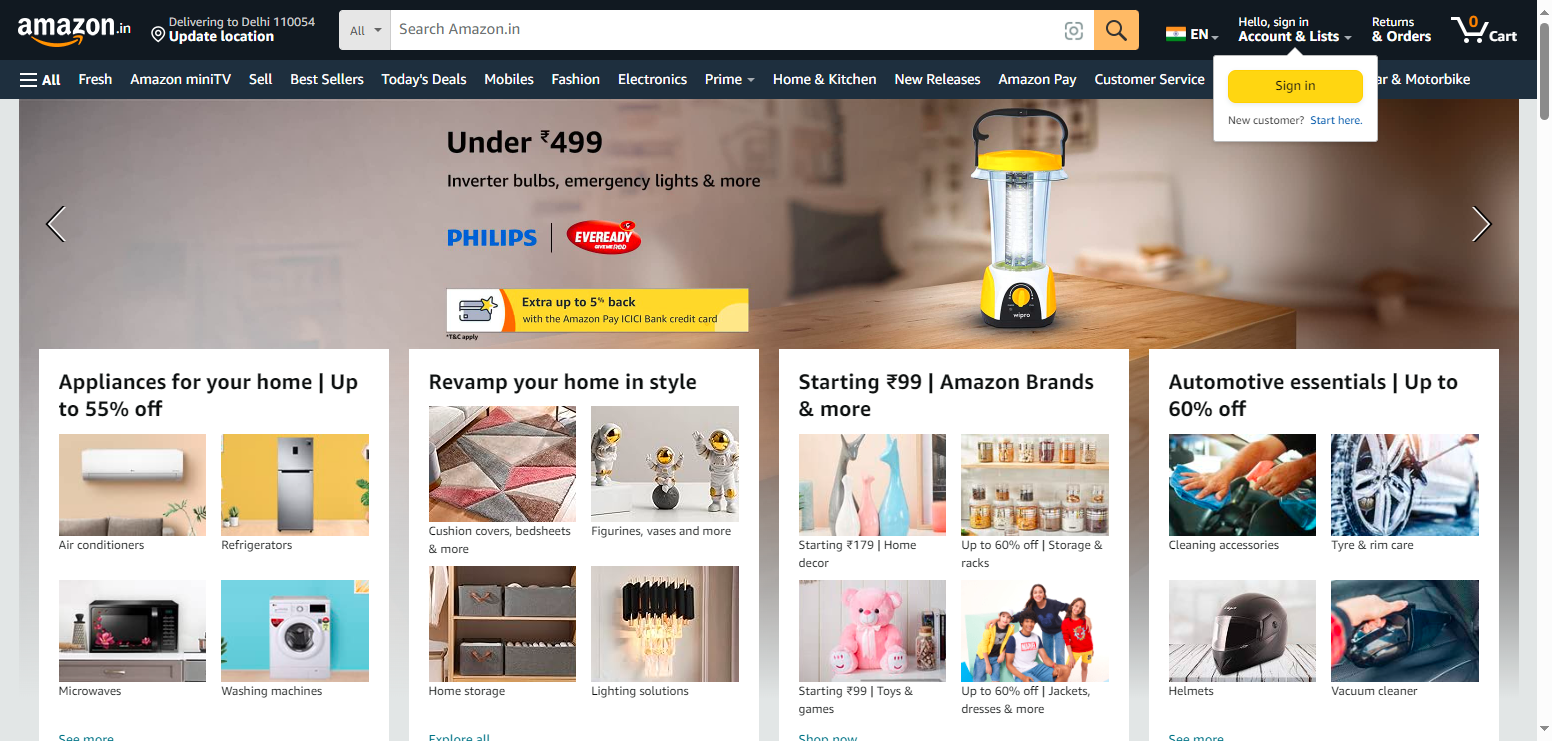 amazon.in
Delivering to Delhi 110054
Update location
All
Search Amazon.in
EN
Hello, sign in
Account & Lists
Returns
& Orders
0
Cart
All
Fresh
Amazon miniTV
Sell
Best Sellers
Today's Deals
Mobiles
Fashion
Electronics
Prime
Home & Kitchen
New Releases
Amazon Pay
Customer Service
ar & Motorbike
Sign in
New customer? Start here.
Under ₹499
Inverter bulbs, emergency lights & more
PHILIPS
EVEREADY
GIVE ME RED
Extra up to 5% back
with the Amazon Pay ICICI Bank credit card
*T&C apply
wipro
Appliances for your home | Up
to 55% off
Air conditioners
Refrigerators
Microwaves
Washing machines
See more
Revamp your home in style
Cushion covers, bedsheets
& more
Figurines, vases and more
Home storage
Lighting solutions
Explore all
Starting ₹99 | Amazon Brands
& more
Starting ₹179 | Home
decor
Up to 60% off | Storage &
racks
Starting ₹99 | Toys &
games
Up to 60% off | Jackets,
dresses & more
Shop now
Automotive essentials | Up to
60% off
Cleaning accessories
Tyre & rim care
Helmets
Vacuum cleaner
See more